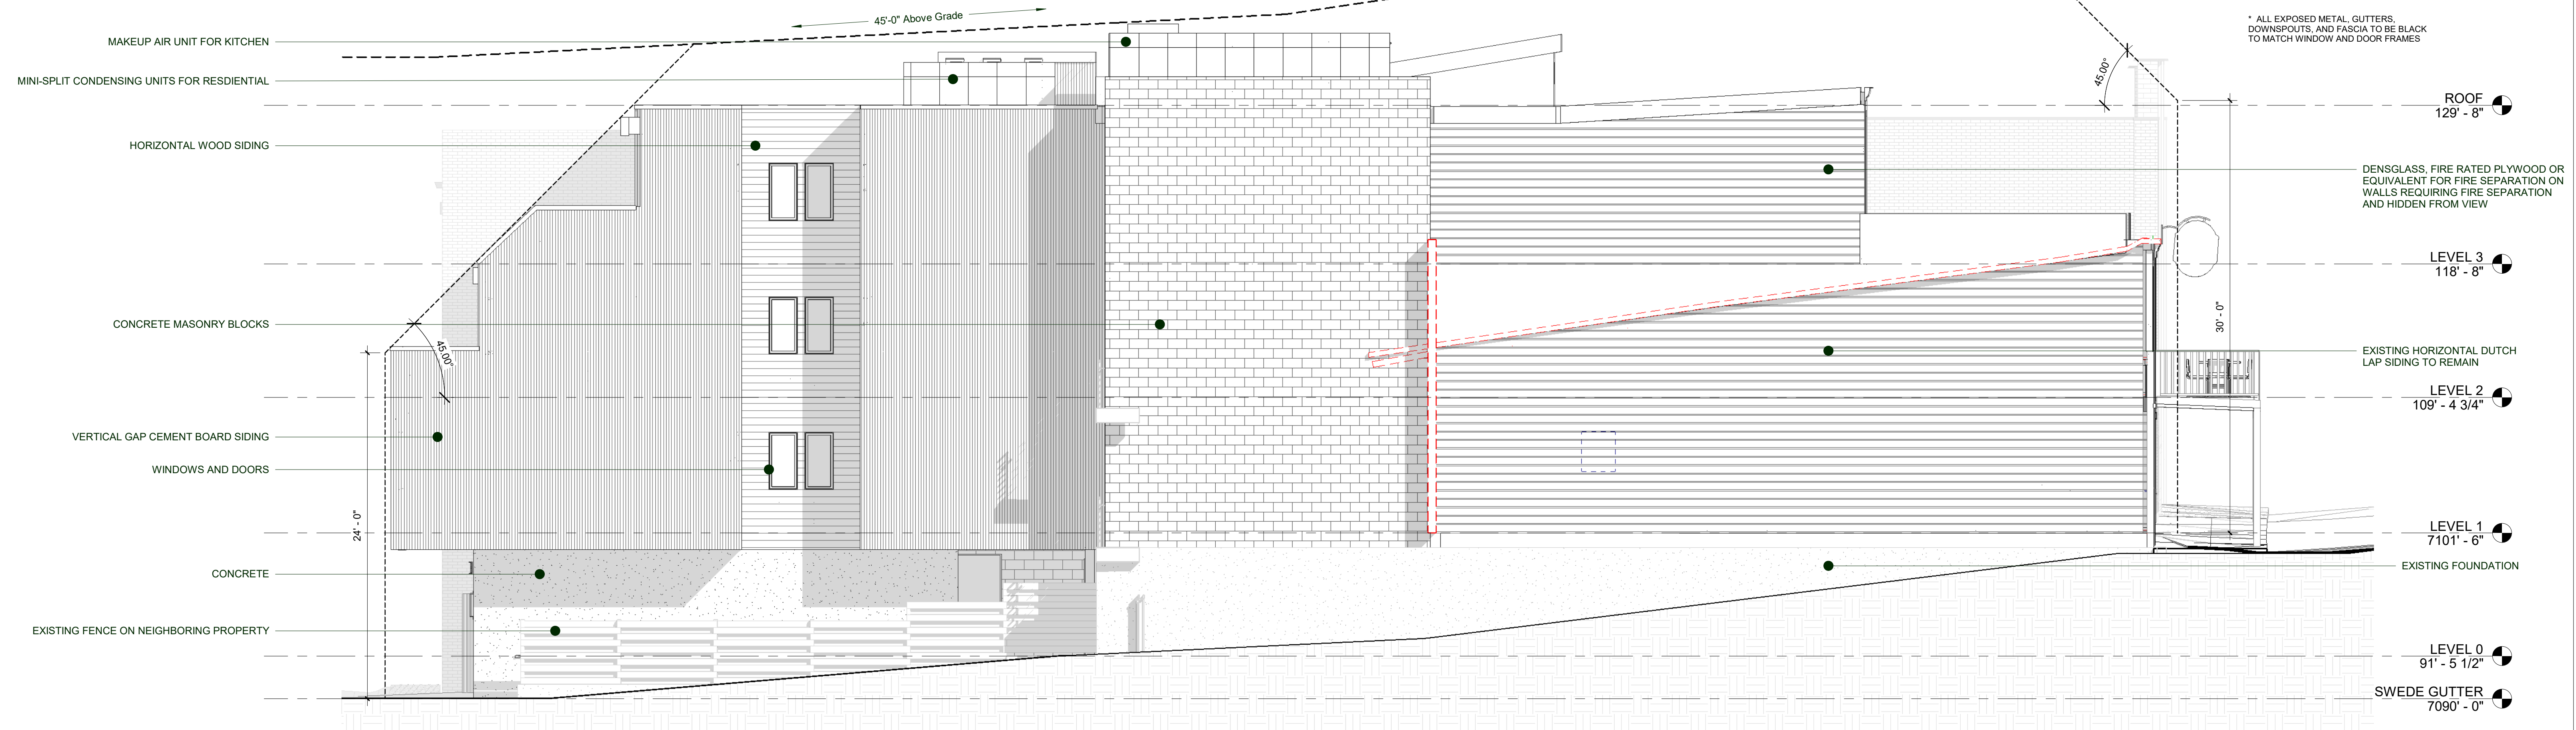 45'-0" Above Grade
* ALL EXPOSED METAL, GUTTERS,
DOWNSPOUTS, AND FASCIA TO BE BLACK
TO MATCH WINDOW AND DOOR FRAMES
MAKEUP AIR UNIT FOR KITCHEN
MINI-SPLIT CONDENSING UNITS FOR RESDIENTIAL
HORIZONTAL WOOD SIDING
CONCRETE MASONRY BLOCKS
VERTICAL GAP CEMENT BOARD SIDING
WINDOWS AND DOORS
CONCRETE
EXISTING FENCE ON NEIGHBORING PROPERTY
45.00°
24' - 0"
45.00°
30' - 0"
ROOF
129' - 8"
DENSGLASS, FIRE RATED PLYWOOD OR
EQUIVALENT FOR FIRE SEPARATION ON
WALLS REQUIRING FIRE SEPARATION
AND HIDDEN FROM VIEW
LEVEL 3
118' - 8"
EXISTING HORIZONTAL DUTCH
LAP SIDING TO REMAIN
LEVEL 2
109' - 4 3/4"
LEVEL 1
7101' - 6"
EXISTING FOUNDATION
LEVEL 0
91' - 5 1/2"
SWEDE GUTTER
7090' - 0"